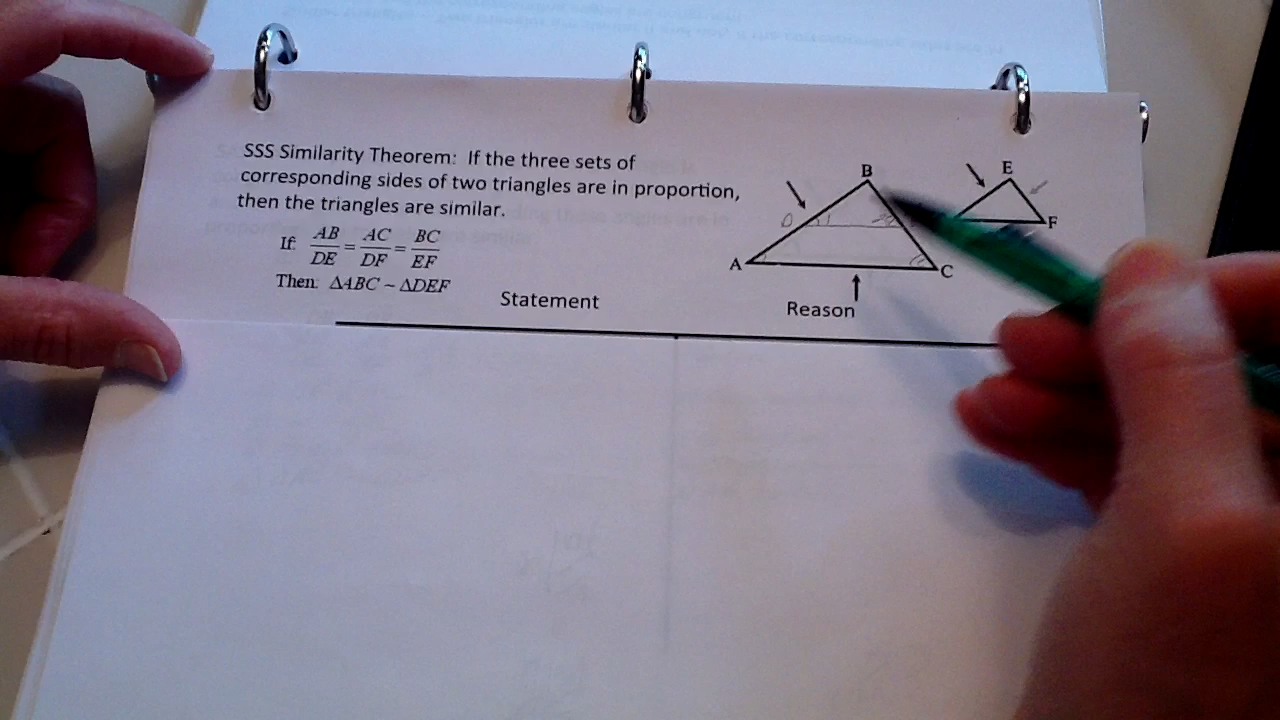 SSS Similarity Theorem: If the three sets of
corresponding sides of two triangles are in proportion,
then the triangles are similar.
If: AB/DE = AC/DF = BC/EF
Then: ΔABC ~ ΔDEF
B
A
C
E
F
Statement
Reason